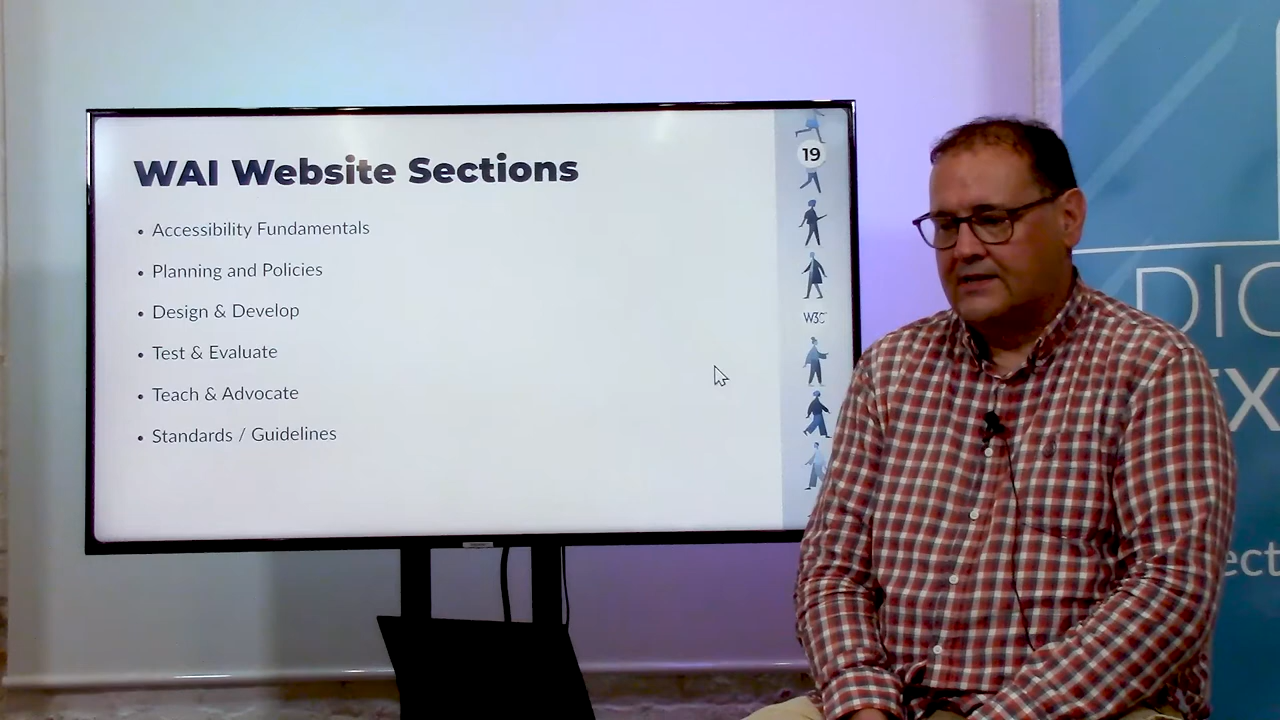 WAI Website Sections
19
• Accessibility Fundamentals
• Planning and Policies
• Design & Develop
• Test & Evaluate
• Teach & Advocate
• Standards / Guidelines
W3C